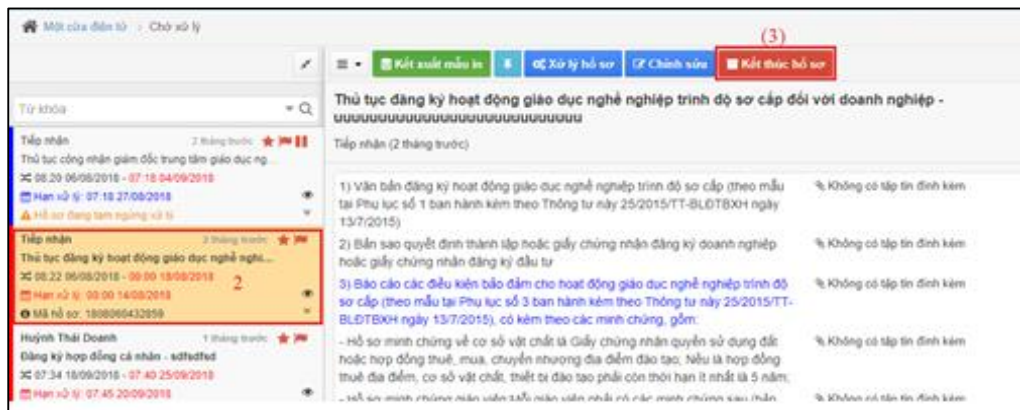 Một cửa điện tử > Chờ xử lý
(3)
Kết xuất mẫu in
Xử lý hồ sơ
Chỉnh sửa
Kết thúc hồ sơ
Từ khóa
Tiếp nhận 2 tháng trước
Thủ tục công nhận giám đốc trung tâm giáo dục ng...
08:20 06/08/2018 - 07:18 04/09/2018
Hạn xử lý: 07:18 27/08/2018
Hồ sơ đang tạm ngừng xử lý
Tiếp nhận 2 tháng trước
Thủ tục đăng ký hoạt động giáo dục nghề nghi...
08:22 06/08/2018 - 00:00 18/08/2018
2
Hạn xử lý: 00:00 14/08/2018
Mã hồ sơ: 1808060432859
Huỳnh Thái Doanh 1 tháng trước
Đăng ký hợp đồng cá nhân - sdfsdfsd
07:34 18/09/2018 - 07:40 25/09/2018
Hạn xử lý: 07:45 20/09/2018
Thủ tục đăng ký hoạt động giáo dục nghề nghiệp trình độ sơ cấp đối với doanh nghiệp -
Tiếp nhận (2 tháng trước)
1) Văn bản đăng ký hoạt động giáo dục nghề nghiệp trình độ sơ cấp (theo mẫu
tại Phụ lục số 1 ban hành kèm theo Thông tư này 25/2015/TT-BLĐTBXH ngày
13/7/2015)
Không có tập tin đính kèm
2) Bản sao quyết định thành lập hoặc giấy chứng nhận đăng ký doanh nghiệp
hoặc giấy chứng nhận đăng ký đầu tư
Không có tập tin đính kèm
3) Báo cáo các điều kiện bảo đảm cho hoạt động giáo dục nghề nghiệp trình độ
sơ cấp (theo mẫu tại Phụ lục số 3 ban hành kèm theo Thông tư này 25/2015/TT-
BLĐTBXH ngày 13/7/2015), có kèm theo các minh chứng, gồm:
- Hồ sơ minh chứng về cơ sở vật chất là Giấy chứng nhận quyền sử dụng đất
hoặc hợp đồng thuê, mua, chuyển nhượng địa điểm đào tạo; Nếu là hợp đồng
thuê địa điểm, cơ sở vật chất, thiết bị đào tạo phải còn thời hạn ít nhất là 5 năm;
Không có tập tin đính kèm
- Hồ sơ minh chứng giáo viên Mỗi giáo viên phải có các minh chứng sau (bản
Không có tập tin đính kèm